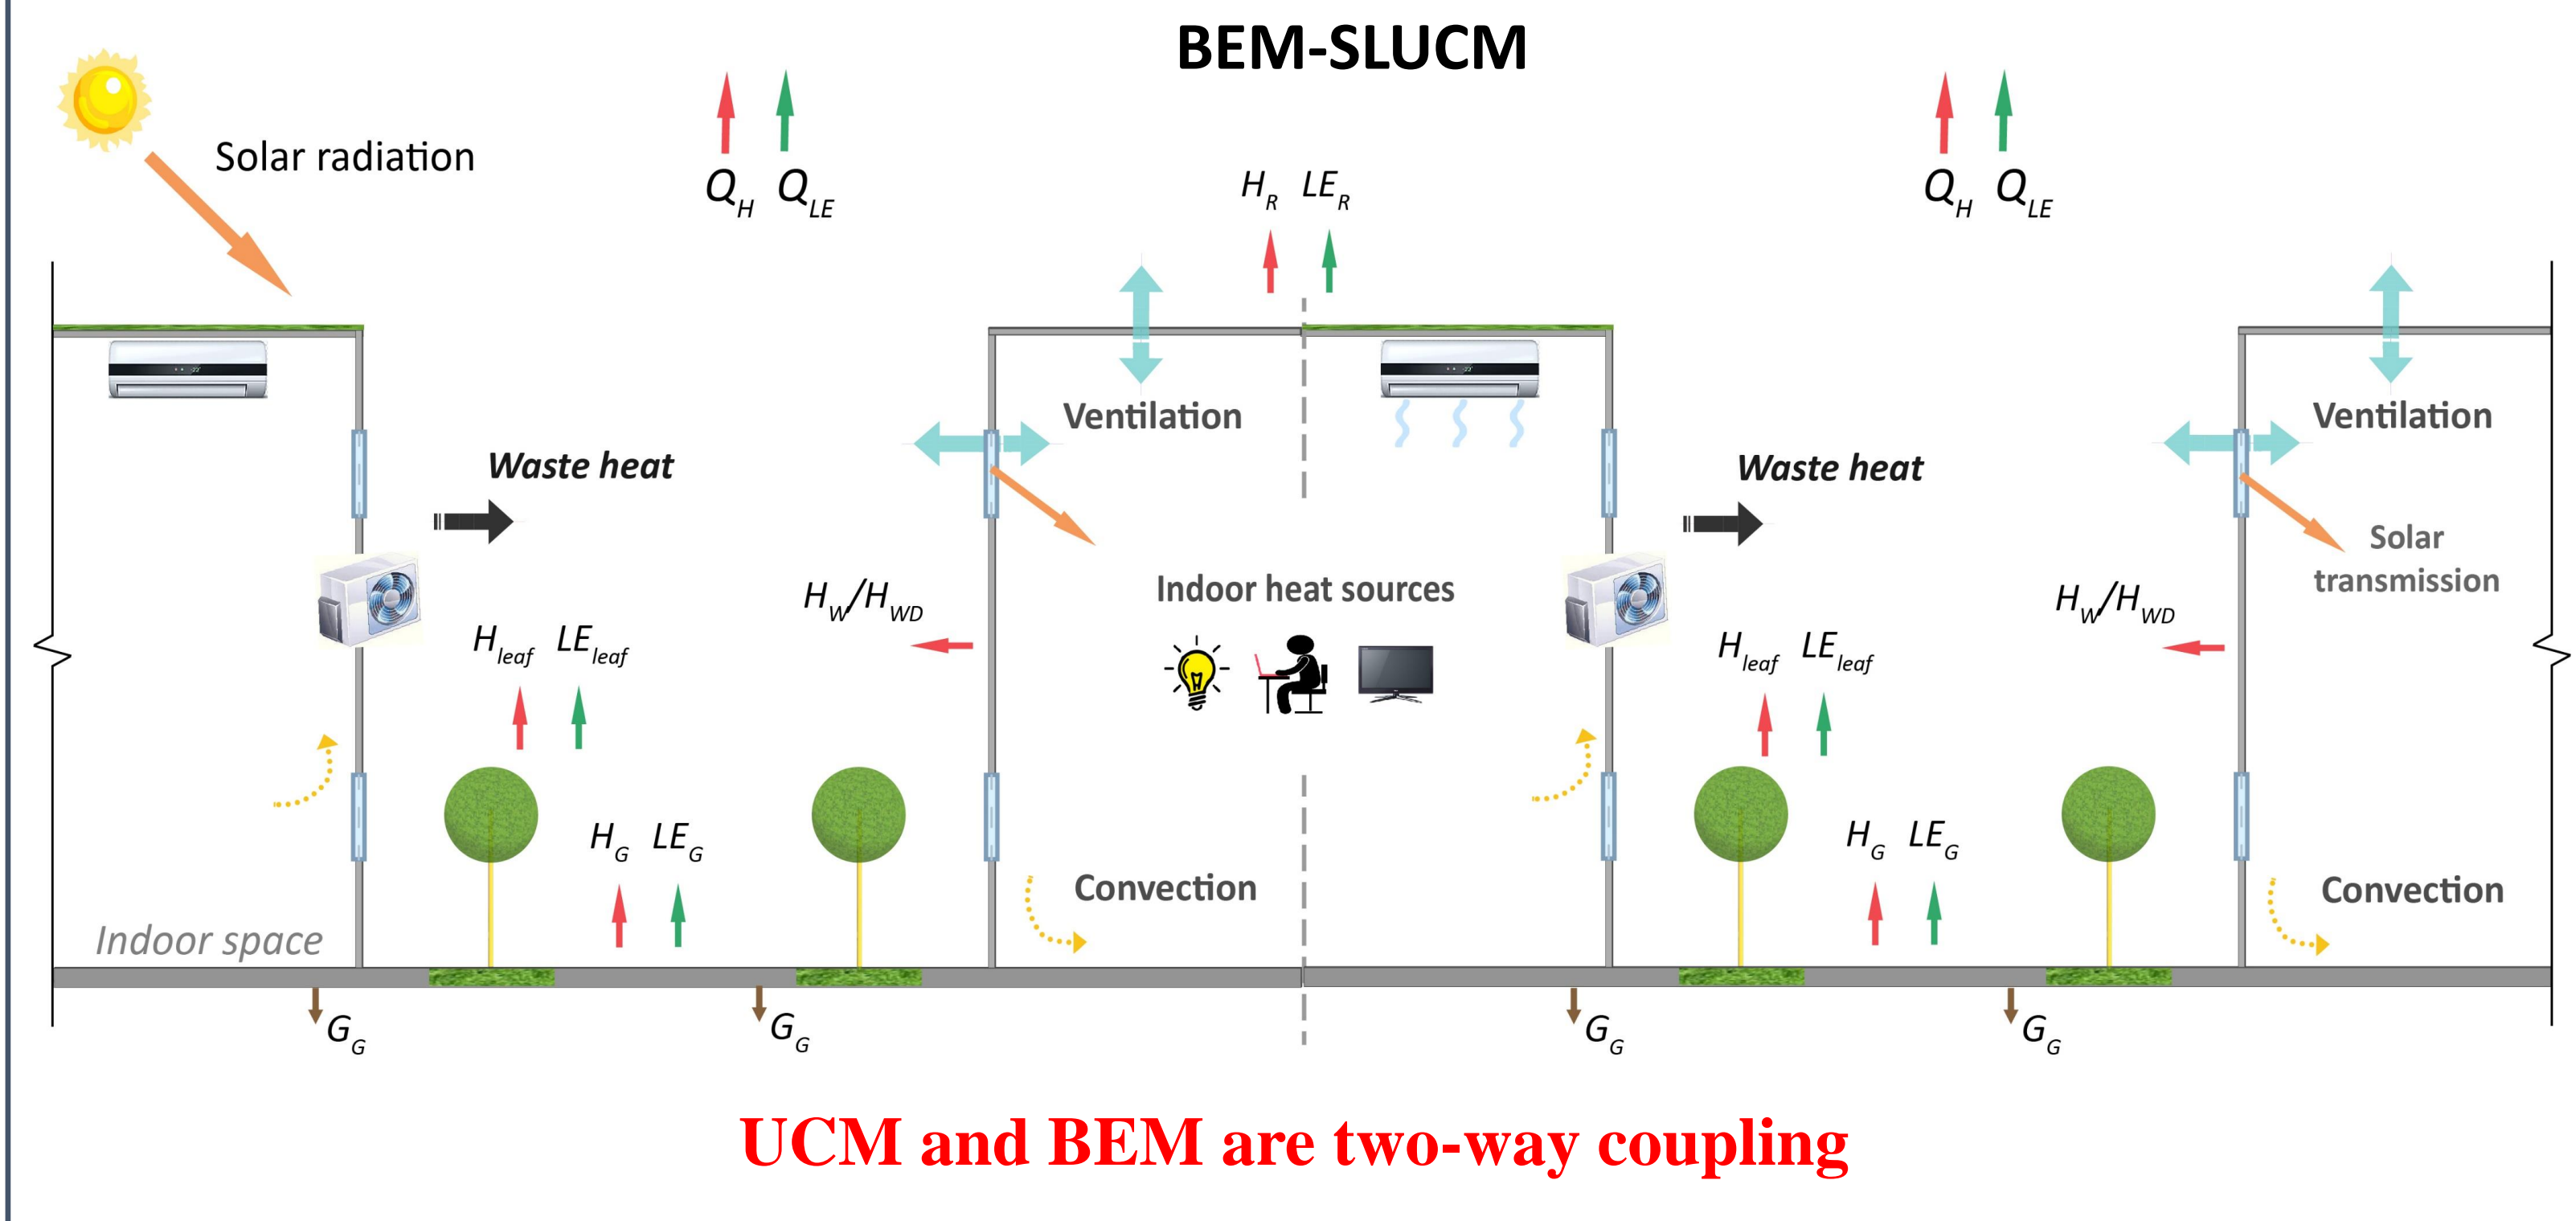 BEM-SLUCM
Solar radiation
Q_H Q_LE
H_R LE_R
Q_H Q_LE
Ventilation
Ventilation
Waste heat
Waste heat
Solar
transmission
Indoor heat sources
H_W/H_WD
H_W/H_WD
H_leaf LE_leaf
H_leaf LE_leaf
H_G LE_G
H_G LE_G
Convection
Convection
Indoor space
G_G
G_G
G_G
G_G
UCM and BEM are two-way coupling